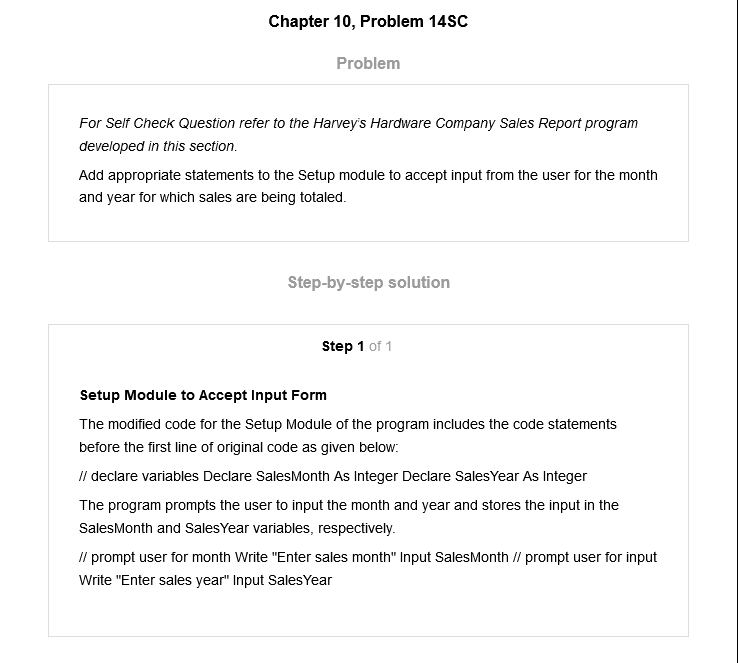 Chapter 10, Problem 14SC
Problem
For Self Check Question refer to the Harvey's Hardware Company Sales Report program
developed in this section.
Add appropriate statements to the Setup module to accept input from the user for the month
and year for which sales are being totaled.
Step-by-step solution
Step 1 of 1
Setup Module to Accept Input Form
The modified code for the Setup Module of the program includes the code statements
before the first line of original code as given below:
// declare variables Declare SalesMonth As Integer Declare SalesYear As Integer
The program prompts the user to input the month and year and stores the input in the
SalesMonth and SalesYear variables, respectively.
// prompt user for month Write "Enter sales month" Input SalesMonth // prompt user for input
Write "Enter sales year" Input SalesYear